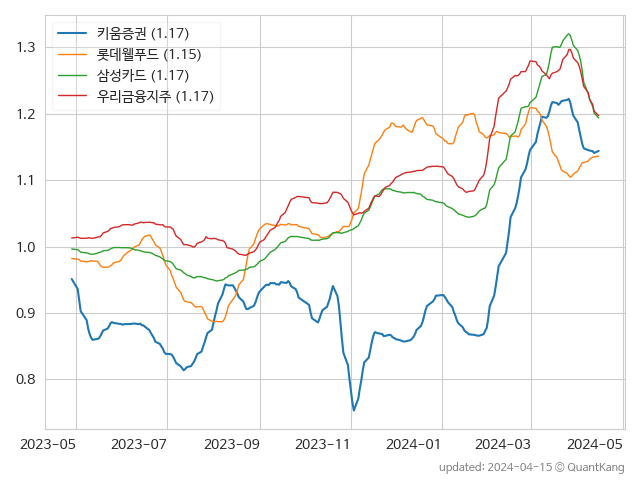 키움증권 (1.17)
롯데웰푸드 (1.15)
삼성카드 (1.17)
우리금융지주 (1.17)
1.3
1.2
1.1
1.0
0.9
0.8
2023-05 2023-07 2023-09 2023-11 2024-01 2024-03 2024-05
updated: 2024-04-15 © QuantKang